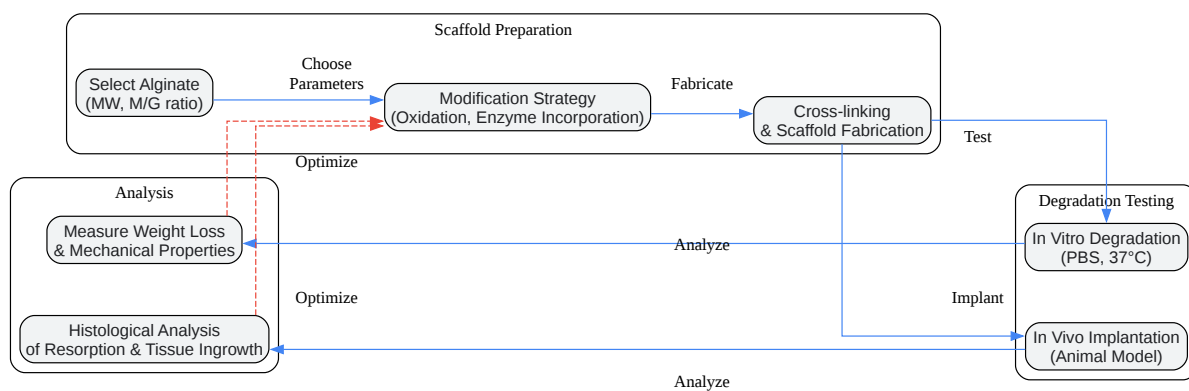 Scaffold Preparation
Select Alginate
(MW, M/G ratio)
Choose
Parameters
Modification Strategy
(Oxidation, Enzyme Incorporation)
Fabricate
Cross-linking
& Scaffold Fabrication
Test
Optimize
Analysis
Measure Weight Loss
& Mechanical Properties
Analyze
Degradation Testing
In Vitro Degradation
(PBS, 37°C)
Optimize
Implant
Histological Analysis
of Resorption & Tissue Ingrowth
In Vivo Implantation
(Animal Model)
Analyze